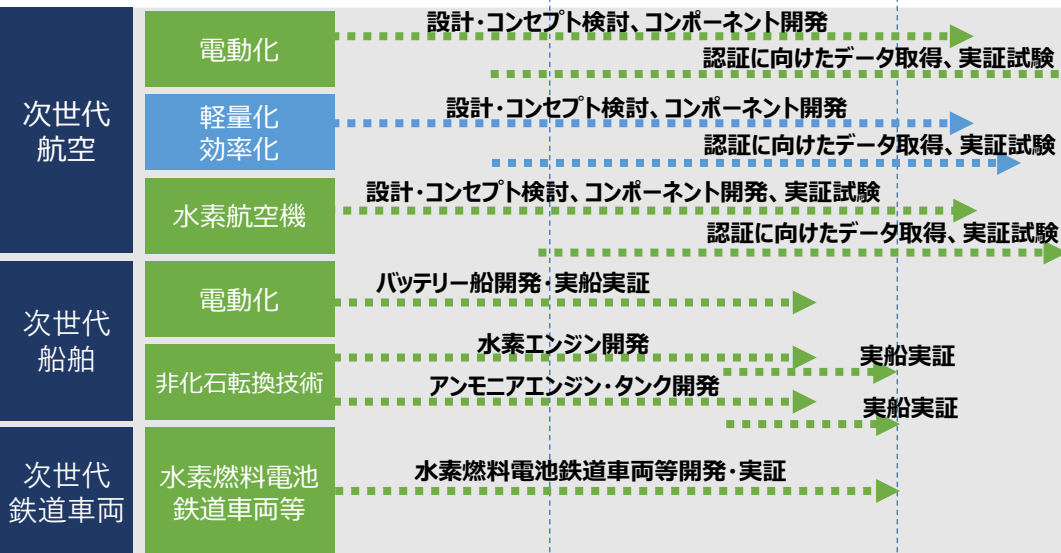 次世代
航空
電動化
設計・コンセプト検討、コンポーネント開発
認証に向けたデータ取得、実証試験
軽量化
効率化
設計・コンセプト検討、コンポーネント開発
認証に向けたデータ取得、実証試験
水素航空機
設計・コンセプト検討、コンポーネント開発、実証試験
認証に向けたデータ取得、実証試験
次世代
船舶
電動化
バッテリー船開発・実船実証
非化石転換技術
水素エンジン開発
実船実証
アンモニアエンジン・タンク開発
実船実証
次世代
鉄道車両
水素燃料電池
鉄道車両等
水素燃料電池鉄道車両等開発・実証